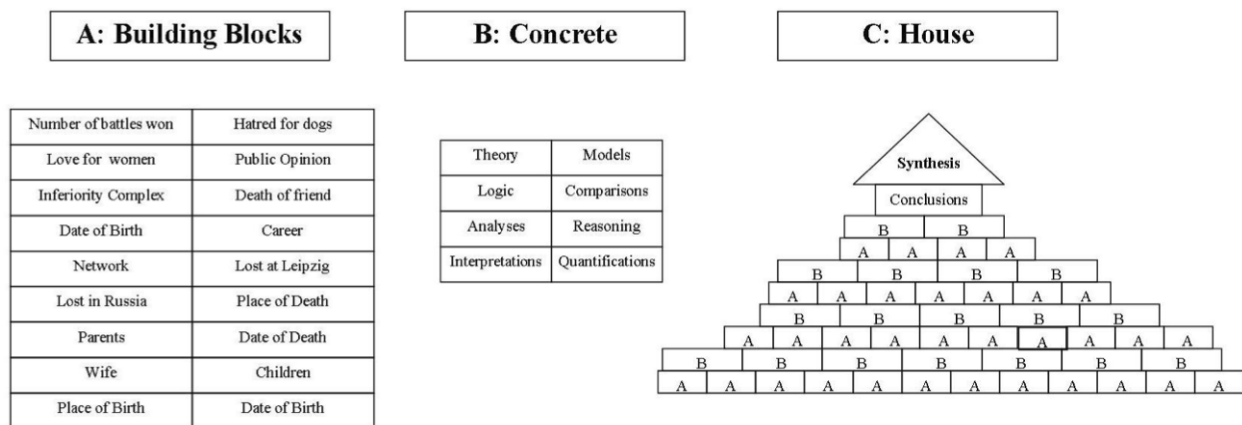 A: Building Blocks
B: Concrete
C: House
Number of battles won Hatred for dogs
Love for women Public Opinion
Inferiority Complex Death of friend
Date of Birth Career
Network Lost at Leipzig
Lost in Russia Place of Death
Parents Date of Death
Wife Children
Place of Birth Date of Birth
Theory Models
Logic Comparisons
Analyses Reasoning
Interpretations Quantifications
Synthesis
Conclusions
B B
A A A A
B B B B
A A A A A A A
B B B B B
A A A A A A A A A A
B B B B B B B
A A A A A A A A A A A A